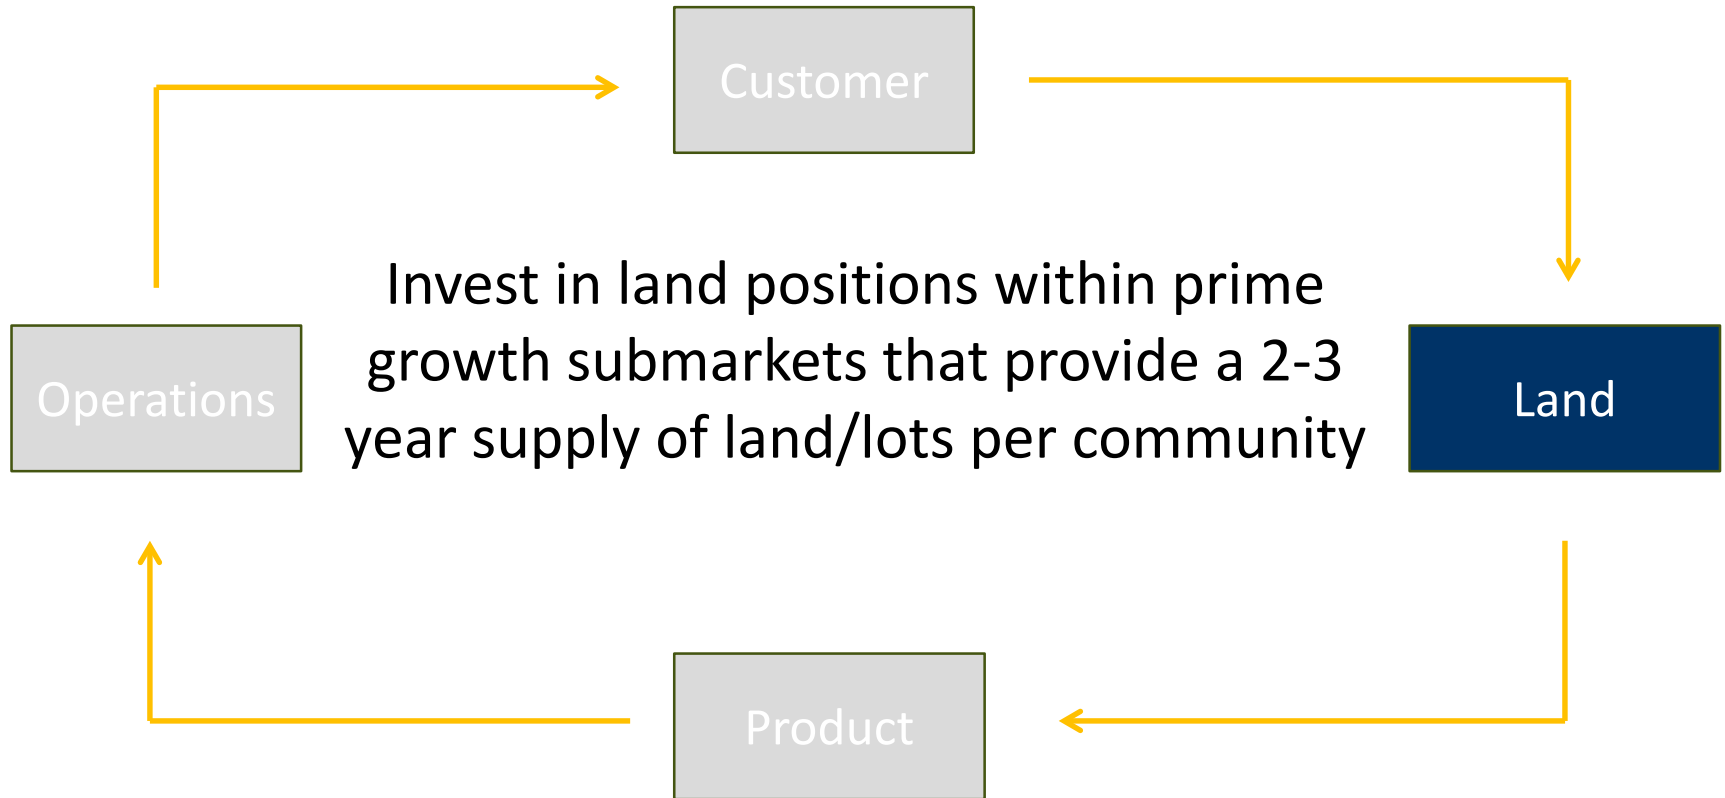 Customer
Invest in land positions within prime
growth submarkets that provide a 2-3
year supply of land/lots per community
Operations
Land
Product